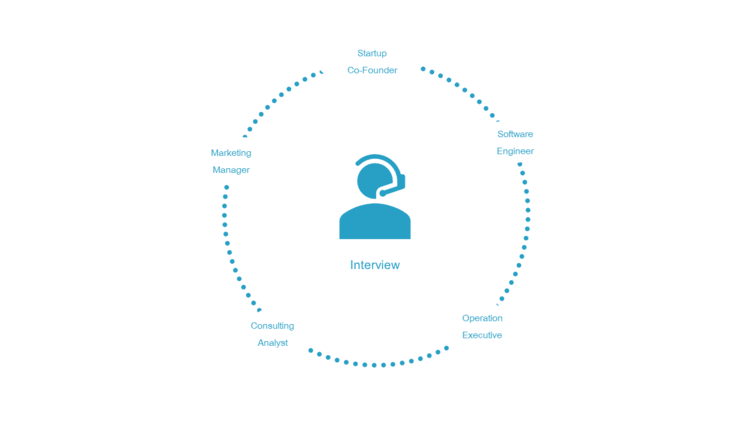 Startup
Co-Founder
Software
Engineer
Marketing
Manager
Interview
Operation
Executive
Consulting
Analyst